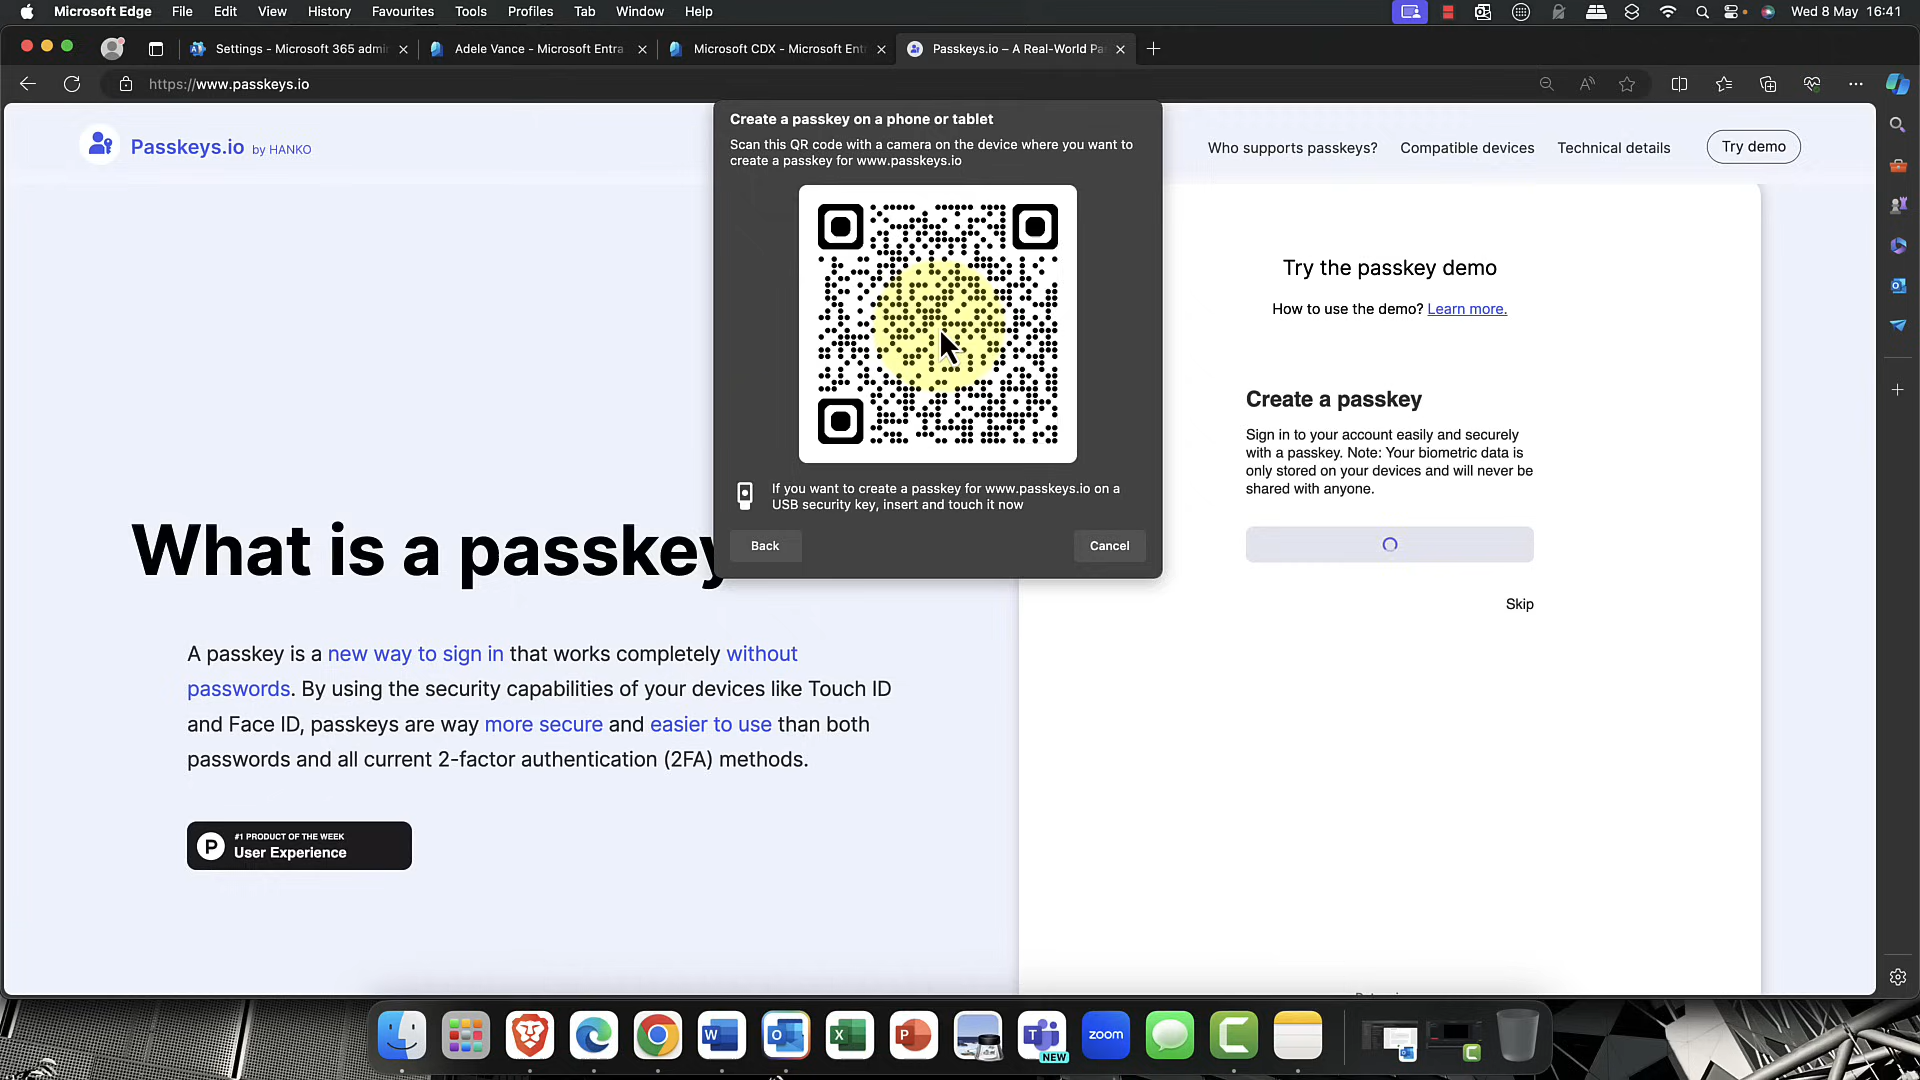 Microsoft Edge File Edit View History Favourites Tools Profiles Tab Window Help Wed 8 May 16:41
Settings - Microsoft 365 admi Adele Vance - Microsoft Entra Microsoft CDX - Microsoft Ent Passkeys.io – A Real-World Pa
https://www.passkeys.io
Passkeys.io by HANKO
Who supports passkeys? Compatible devices Technical details Try demo
Create a passkey on a phone or tablet
Scan this QR code with a camera on the device where you want to
create a passkey for www.passkeys.io
If you want to create a passkey for www.passkeys.io on a
USB security key, insert and touch it now
Back Cancel
Try the passkey demo
How to use the demo? Learn more.
Create a passkey
Sign in to your account easily and securely
with a passkey. Note: Your biometric data is
only stored on your devices and will never be
shared with anyone.
Skip
What is a passkey
A passkey is a new way to sign in that works completely without
passwords. By using the security capabilities of your devices like Touch ID
and Face ID, passkeys are way more secure and easier to use than both
passwords and all current 2-factor authentication (2FA) methods.
P
#1 PRODUCT OF THE WEEK
User Experience
W O X P zoom C
NEW